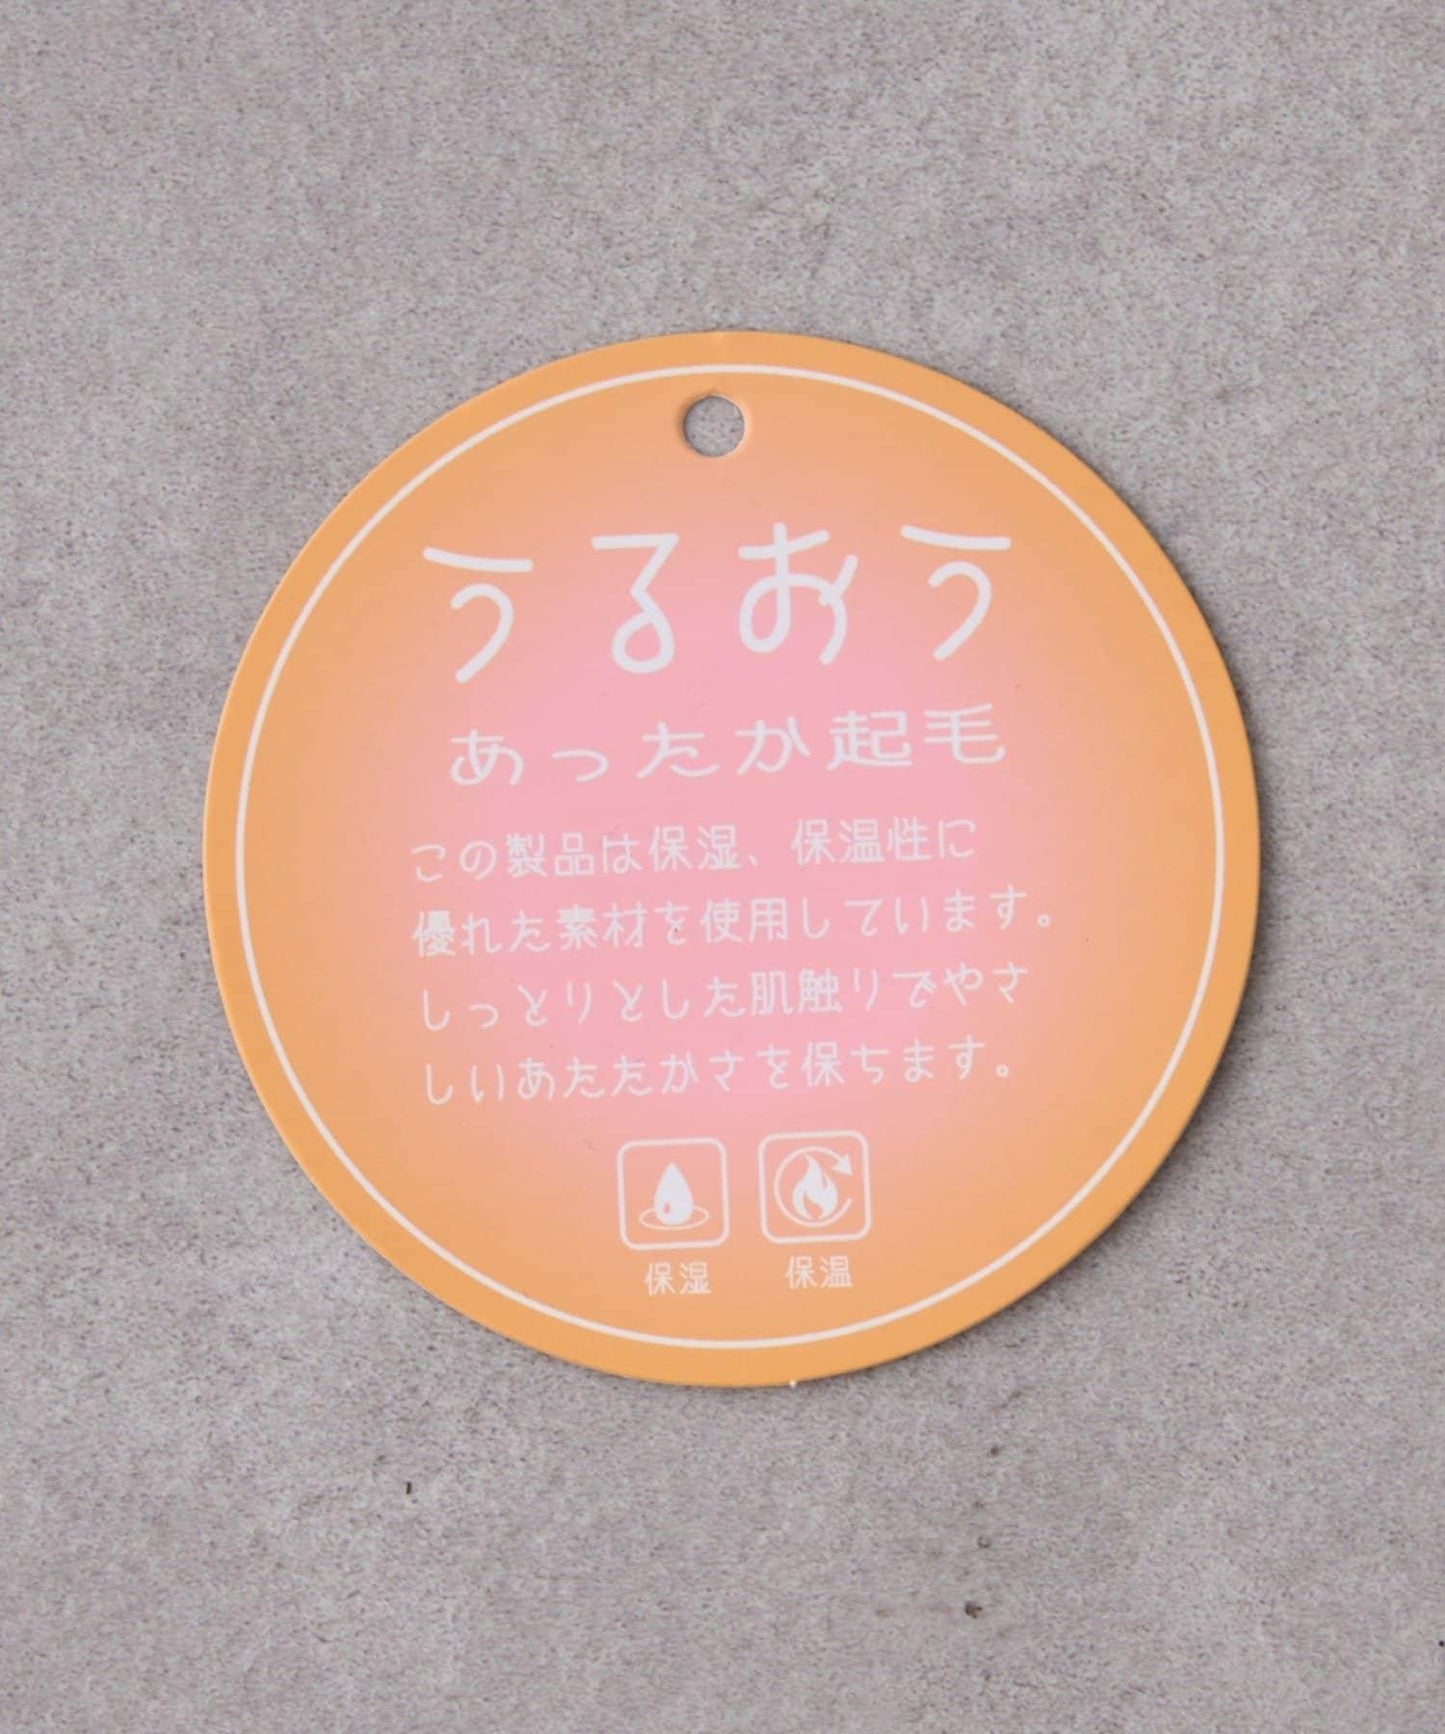 うるおう
あったか起毛
この製品は保湿、保温性に
優れた素材を使用しています。
しっとりとした肌触りでやさ
しいあたたかさを保ちます。
保湿 保温